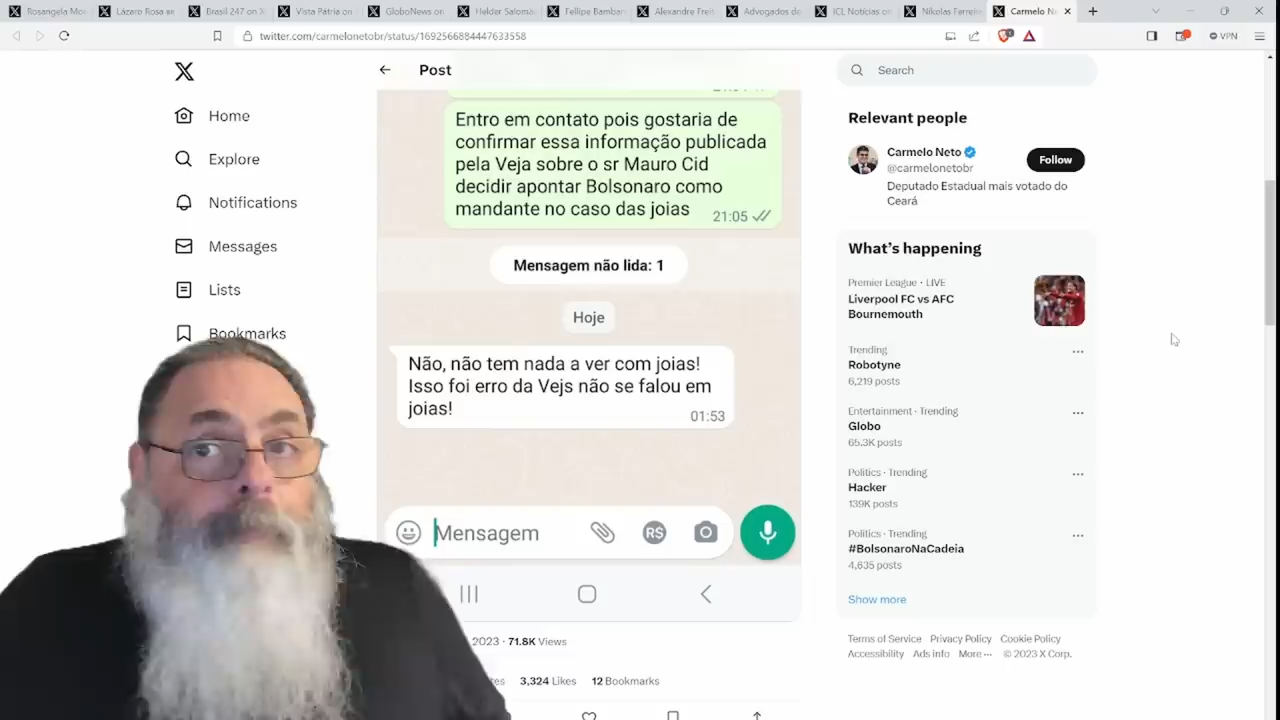 Rosangela Mo
Lázaro Rosa se
Brasil 247 on X
Vista Pátria on
GloboNews on
Helder Salomã
Fellipe Bambar
Alexandre Freit
Advogados de
ICL Notícias on
Nikolas Ferreir
Carmelo Ne
twitter.com/carmelonetobr/status/1692566884447633558
VPN
Home
Explore
Notifications
Messages
Lists
Bookmarks
Post
Entro em contato pois gostaria de
confirmar essa informação publicada
pela Veja sobre o sr Mauro Cid
decidir apontar Bolsonaro como
mandante no caso das joias
21:05
Mensagem não lida: 1
Hoje
Não, não tem nada a ver com joias!
Isso foi erro da Vejs não se falou em
joias!
01:53
Mensagem
R$
2023 · 71.8K Views
3,324 Likes 12 Bookmarks
Search
Relevant people
Carmelo Neto
@carmelonetobr
Follow
Deputado Estadual mais votado do
Ceará
What's happening
Premier League · LIVE
Liverpool FC vs AFC
Bournemouth
Trending
Robotyne
6,219 posts
Entertainment · Trending
Globo
65.3K posts
Politics · Trending
Hacker
139K posts
Politics · Trending
#BolsonaroNaCadeia
4,635 posts
Show more
Terms of Service Privacy Policy Cookie Policy
Accessibility Ads info More ··· © 2023 X Corp.